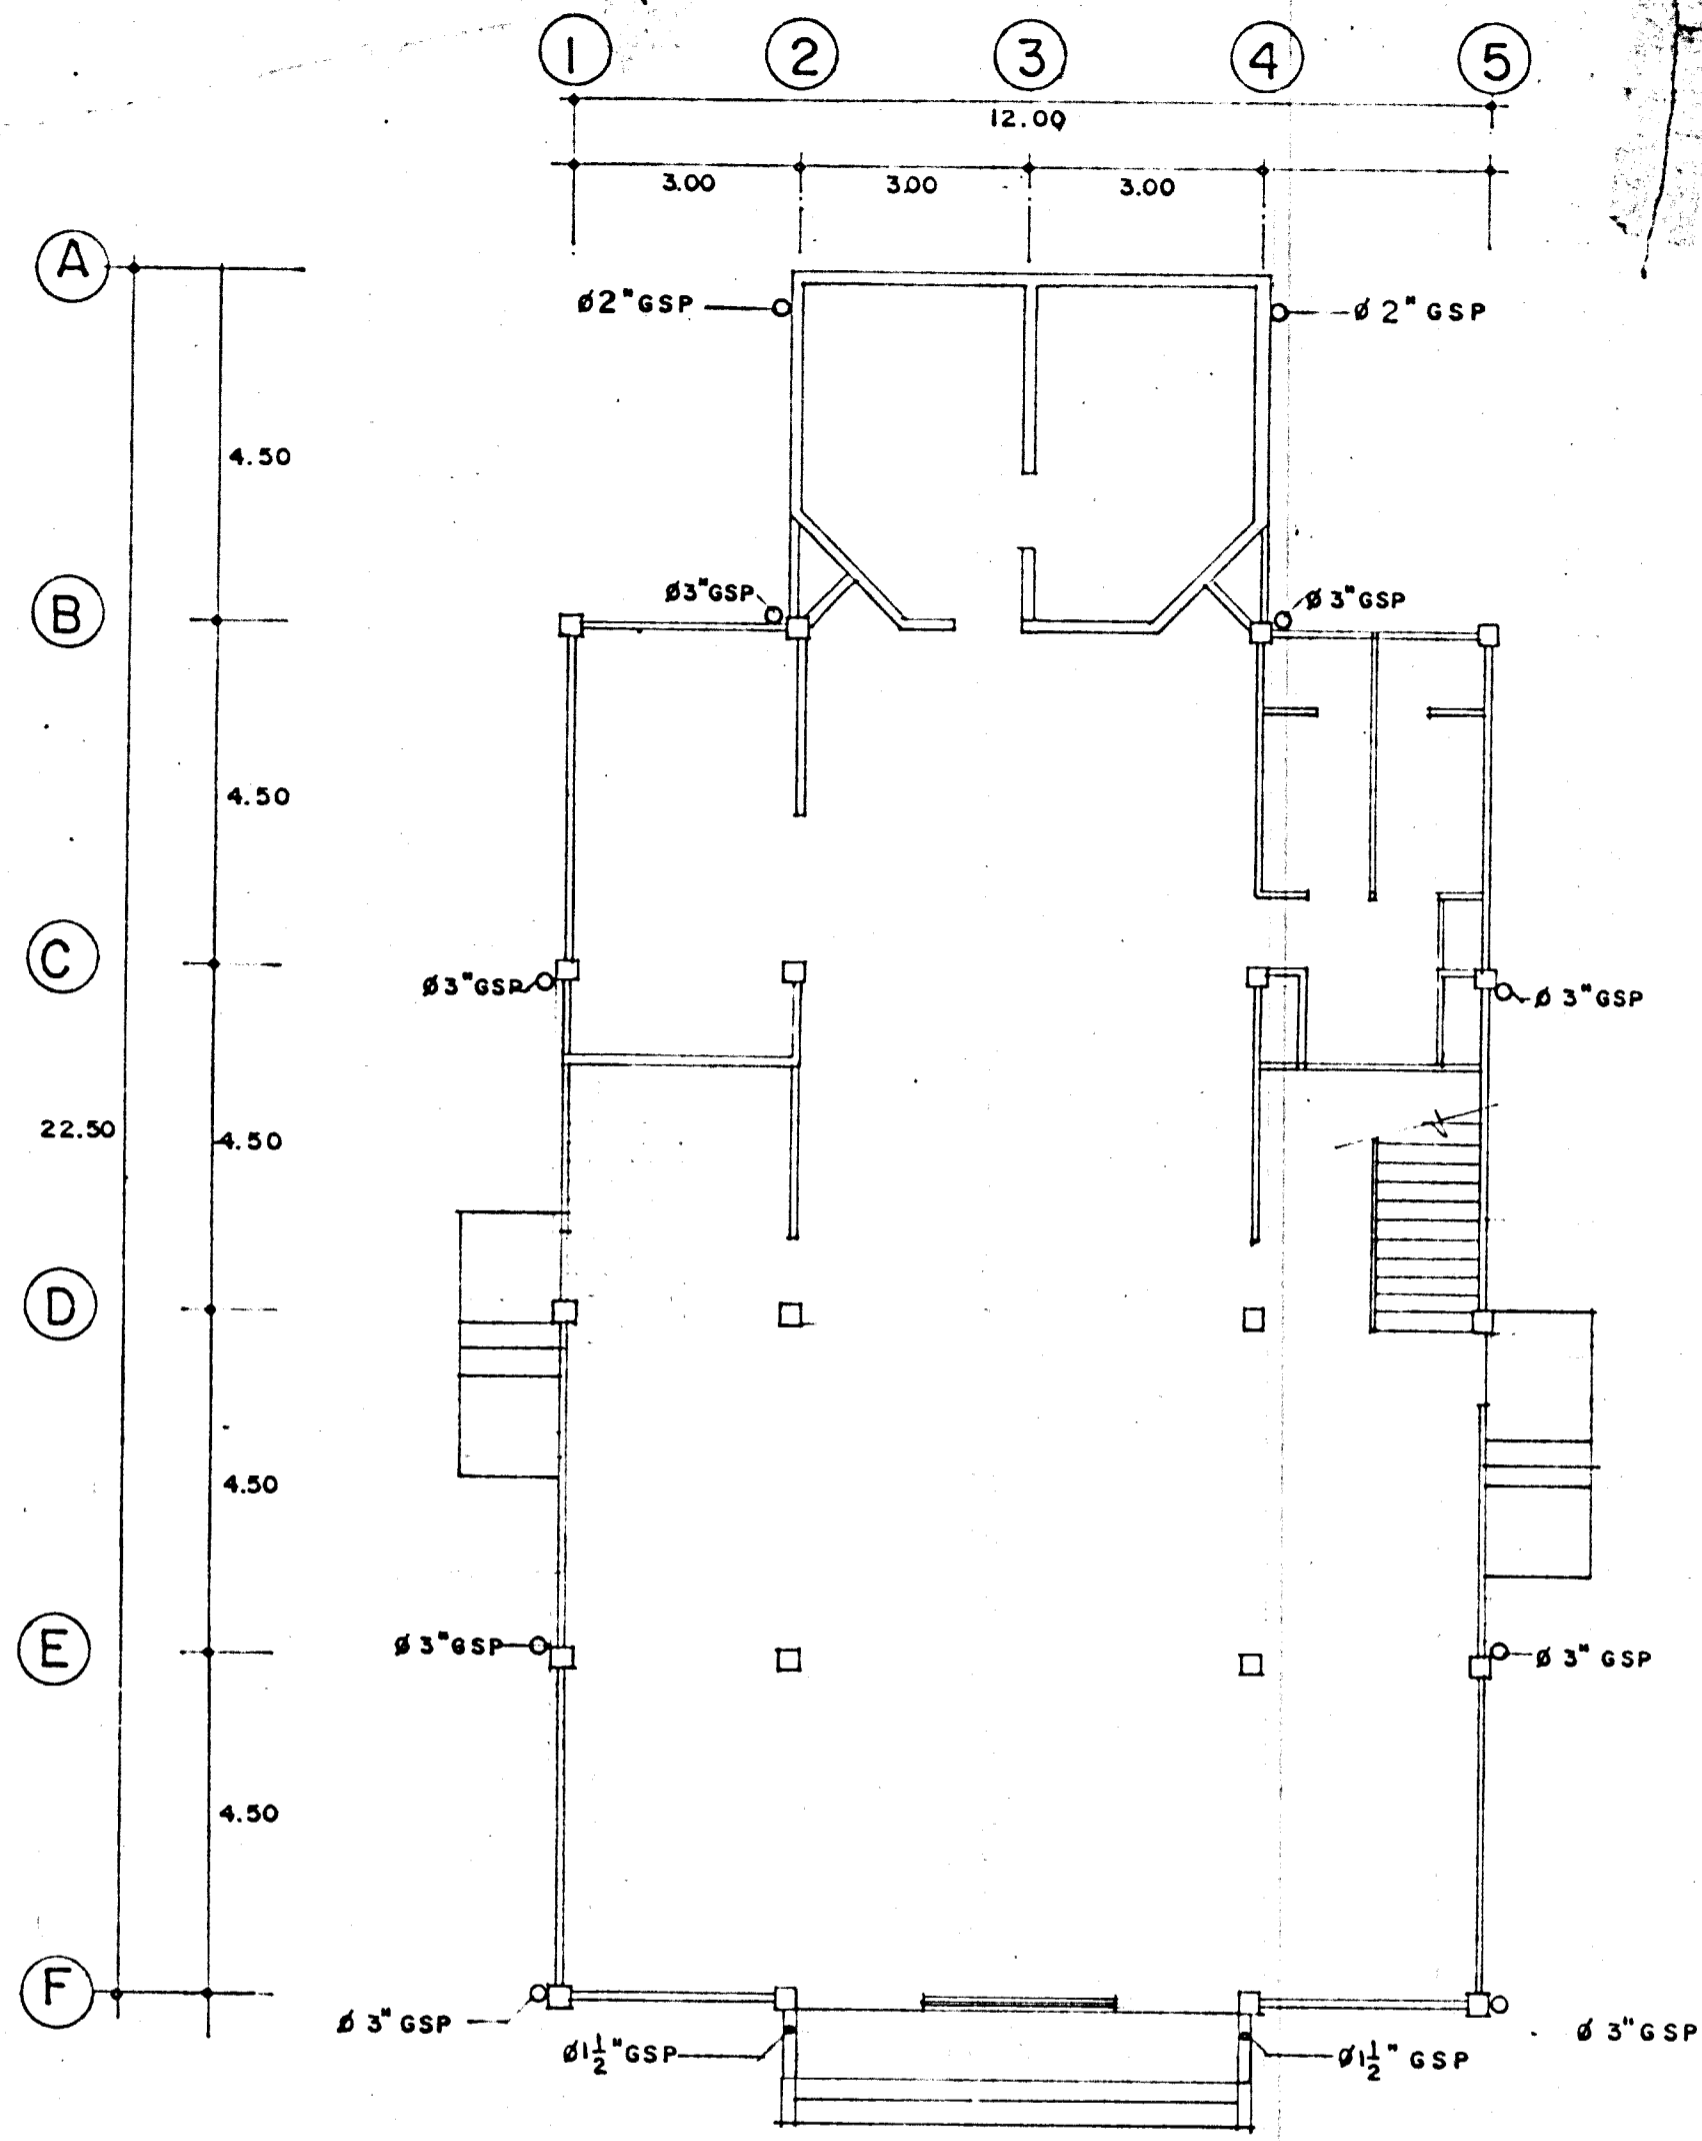 1 2 3 4 5
12.00
3.00 3.00 3.00
A
Ø2"GSP Ø 2" GSP
4.50
B
Ø3"GSP Ø 3"GSP
4.50
C
Ø3"GSP Ø 3"GSP
22.50 4.50
D
4.50
E
Ø 3"GSP Ø 3" GSP
4.50
F
Ø 3" GSP Ø 3" GSP
Ø1½"GSP Ø1½" GSP